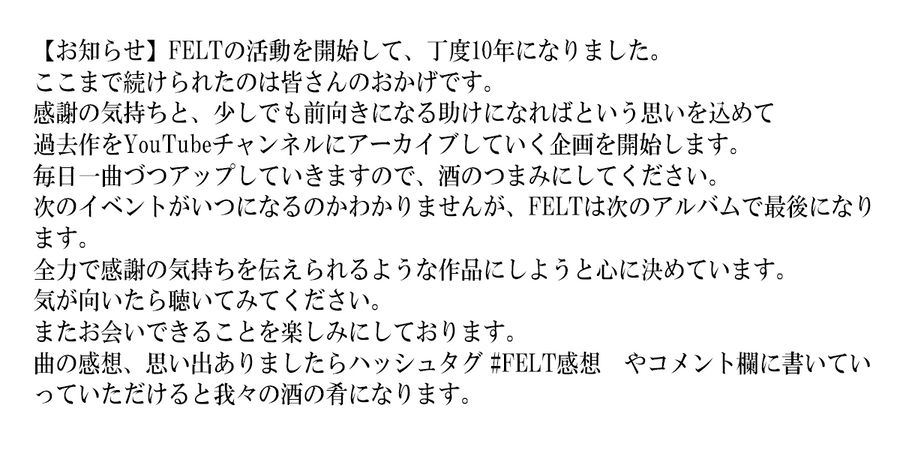 【お知らせ】FELTの活動を開始して、丁度10年になりました。
ここまで続けられたのは皆さんのおかげです。
感謝の気持ちと、少しでも前向きになる助けになればという思いを込めて
過去作をYouTubeチャンネルにアーカイブしていく企画を開始します。
毎日一曲づつアップしていきますので、酒のつまみにしてください。
次のイベントがいつになるのかわかりませんが、FELTは次のアルバムで最後になり
ます。
全力で感謝の気持ちを伝えられるような作品にしようと心に決めています。
気が向いたら聴いてみてください。
またお会いできることを楽しみにしております。
曲の感想、思い出ありましたらハッシュタグ #FELT感想　やコメント欄に書いてい
っていただけると我々の酒の肴になります。